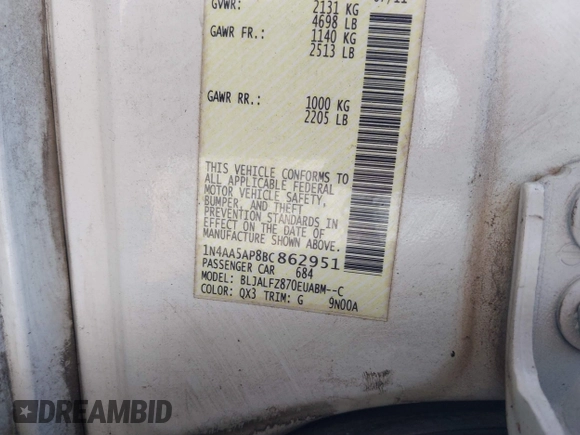 GVWR: 2131 KG
4698 LB
GAWR FR.: 1140 KG
2513 LB
GAWR RR.: 1000 KG
2205 LB
THIS VEHICLE CONFORMS TO
ALL APPLICABLE FEDERAL
MOTOR VEHICLE SAFETY,
BUMPER, AND THEFT
PREVENTION STANDARDS IN
EFFECT ON THE DATE OF
MANUFACTURE SHOWN ABOVE.
1N4AA5AP8BC862951
PASSENGER CAR 684
MODEL: BLJALFZ870EUABM--C
COLOR: QX3 TRIM: G 9N00A
DREAMBID